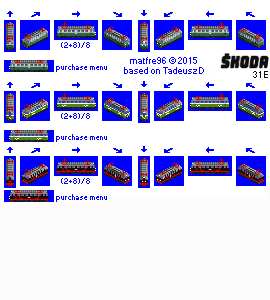 (2+8)/8
matfre96 © 2015
based on TadeuszD
ŠKODA
31E
purchase menu
(2+8)/8
purchase menu
(2+8)/8
purchase menu